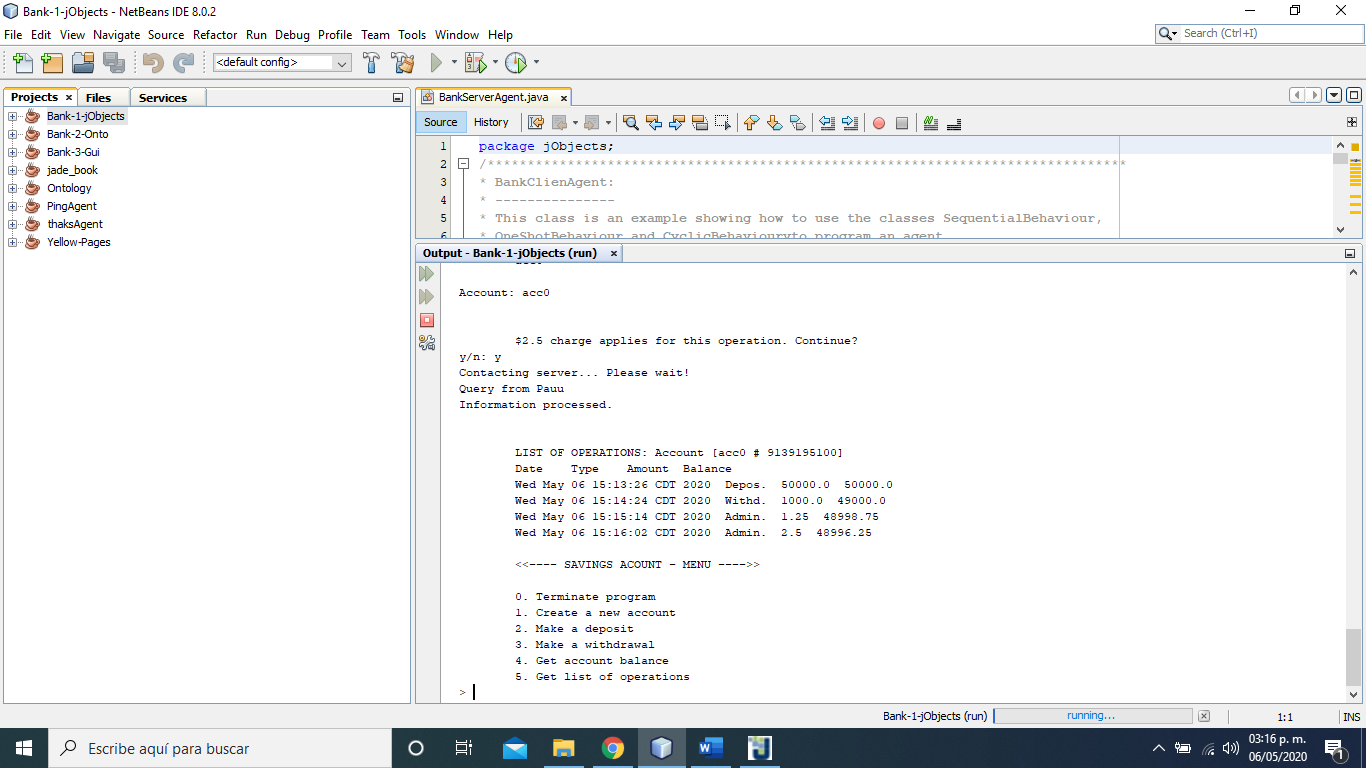 Bank-1-jObjects - NetBeans IDE 8.0.2
File Edit View Navigate Source Refactor Run Debug Profile Team Tools Window Help
Search (Ctrl+I)
<default config>
Projects × Files Services
Bank-1-jObjects
Bank-2-Onto
Bank-3-Gui
jade_book
Ontology
PingAgent
thaksAgent
Yellow-Pages
BankServerAgent.java ×
Source History
1 package jObjects;
2 /*********************************************************************************
3 * BankClienAgent:
4 * ---------------
5 * This class is an example showing how to use the classes SequentialBehaviour,
6 * OneShotBehaviour and CyclicBehaviouryto program an agent.
Output - Bank-1-jObjects (run) ×
Account: acc0
$2.5 charge applies for this operation. Continue?
y/n: y
Contacting server... Please wait!
Query from Pauu
Information processed.
LIST OF OPERATIONS: Account [acc0 # 9139195100]
Date Type Amount Balance
Wed May 06 15:13:26 CDT 2020 Depos. 50000.0 50000.0
Wed May 06 15:14:24 CDT 2020 Withd. 1000.0 49000.0
Wed May 06 15:15:14 CDT 2020 Admin. 1.25 48998.75
Wed May 06 15:16:02 CDT 2020 Admin. 2.5 48996.25
<<---- SAVINGS ACOUNT - MENU ---->>
0. Terminate program
1. Create a new account
2. Make a deposit
3. Make a withdrawal
4. Get account balance
5. Get list of operations
>
Bank-1-jObjects (run) running... 1:1 INS
Escribe aquí para buscar
03:16 p. m.
06/05/2020
1